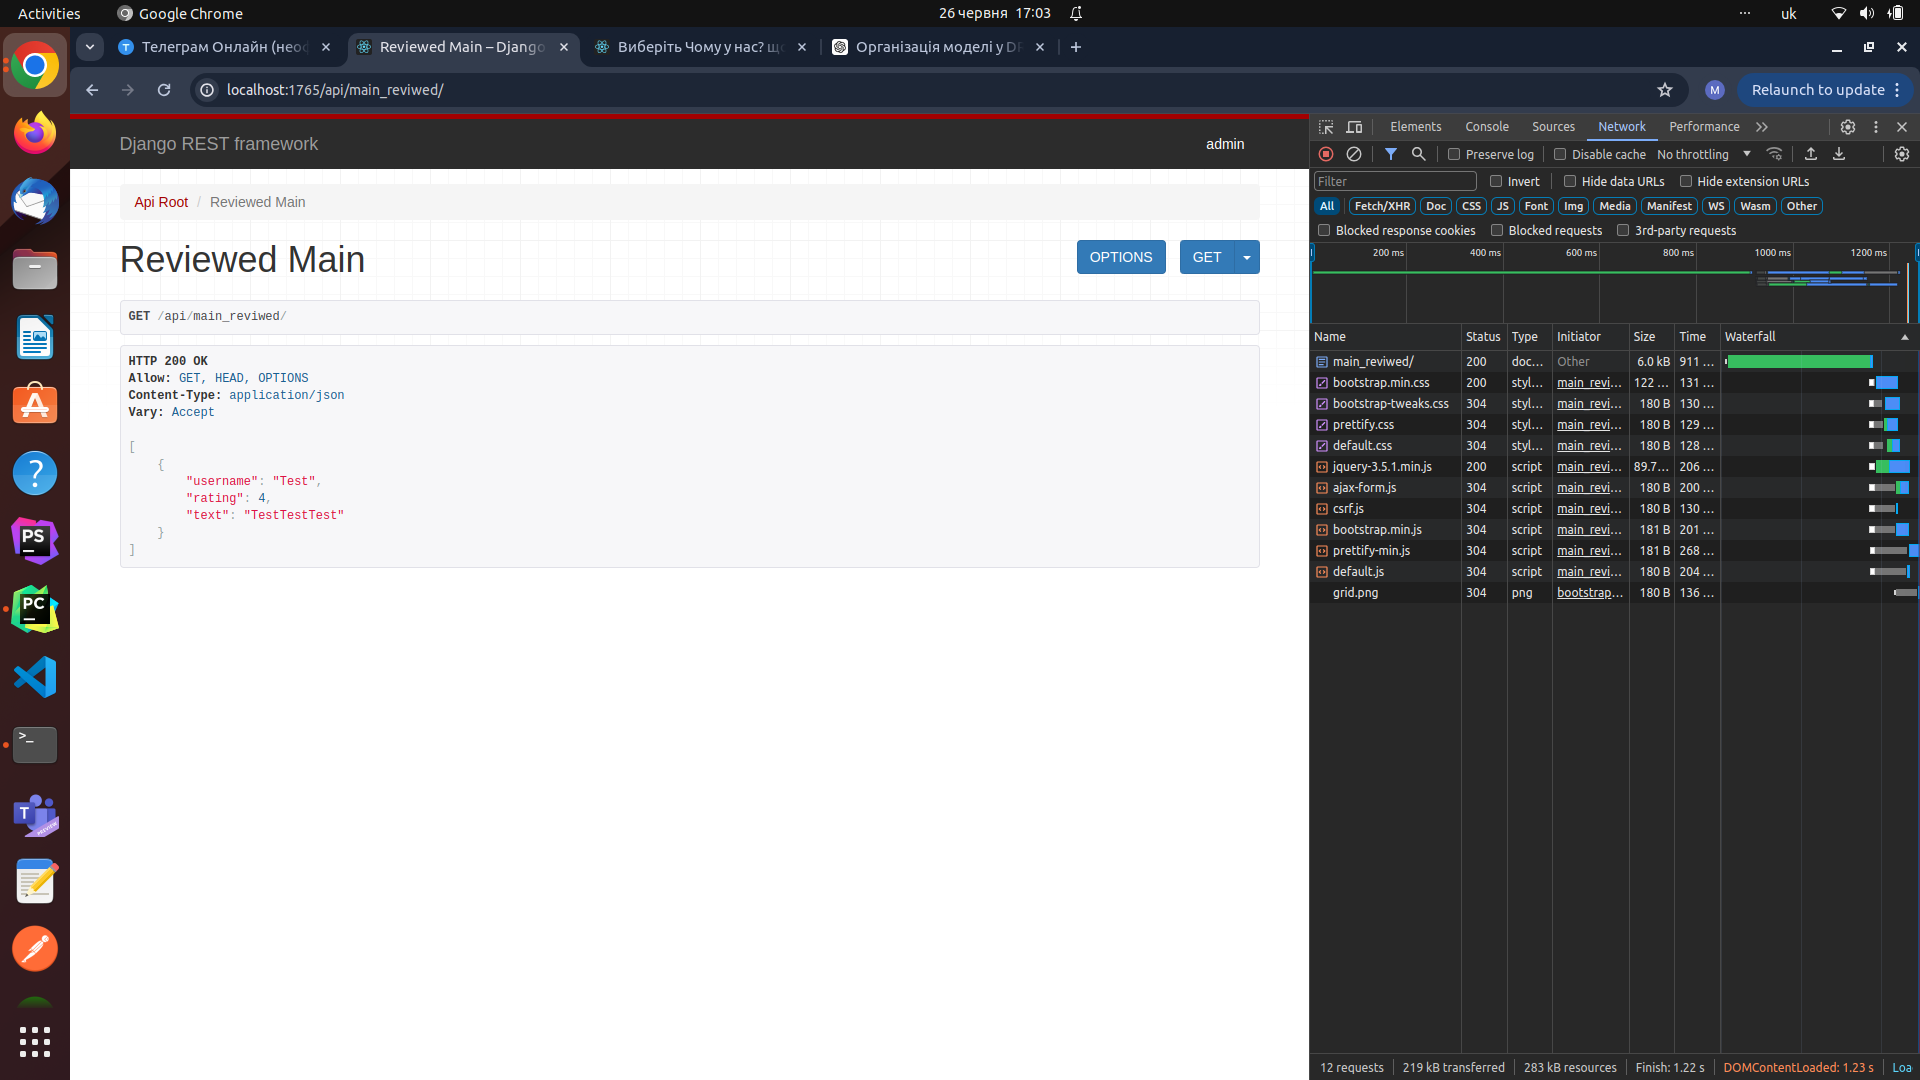 Activities
Google Chrome
26 червня 17:03
uk
Телеграм Онлайн (неоф
Reviewed Main – Django
Виберіть Чому у нас? що
Організація моделі у DR
localhost:1765/api/main_reviwed/
M
Relaunch to update
Django REST framework
admin
Api Root / Reviewed Main
Reviewed Main
OPTIONS
GET
GET /api/main_reviwed/
HTTP 200 OK
Allow: GET, HEAD, OPTIONS
Content-Type: application/json
Vary: Accept
[
{
"username": "Test",
"rating": 4,
"text": "TestTestTest"
}
]
Elements Console Sources Network Performance
Preserve log Disable cache No throttling
Filter Invert Hide data URLs Hide extension URLs
All Fetch/XHR Doc CSS JS Font Img Media Manifest WS Wasm Other
Blocked response cookies Blocked requests 3rd-party requests
200 ms 400 ms 600 ms 800 ms 1000 ms 1200 ms
Name Status Type Initiator Size Time Waterfall
main_reviwed/ 200 doc... Other 6.0 kB 911 ...
bootstrap.min.css 200 styl... main_revi... 122 ... 131 ...
bootstrap-tweaks.css 304 styl... main_revi... 180 B 130 ...
prettify.css 304 styl... main_revi... 180 B 129 ...
default.css 304 styl... main_revi... 180 B 128 ...
jquery-3.5.1.min.js 200 script main_revi... 89.7... 206 ...
ajax-form.js 304 script main_revi... 180 B 200 ...
csrf.js 304 script main_revi... 180 B 130 ...
bootstrap.min.js 304 script main_revi... 181 B 201 ...
prettify-min.js 304 script main_revi... 181 B 268 ...
default.js 304 script main_revi... 180 B 204 ...
grid.png 304 png bootstrap... 180 B 136 ...
12 requests 219 kB transferred 283 kB resources Finish: 1.22 s DOMContentLoaded: 1.23 s Loa
PS
PC
T
PREVIEW